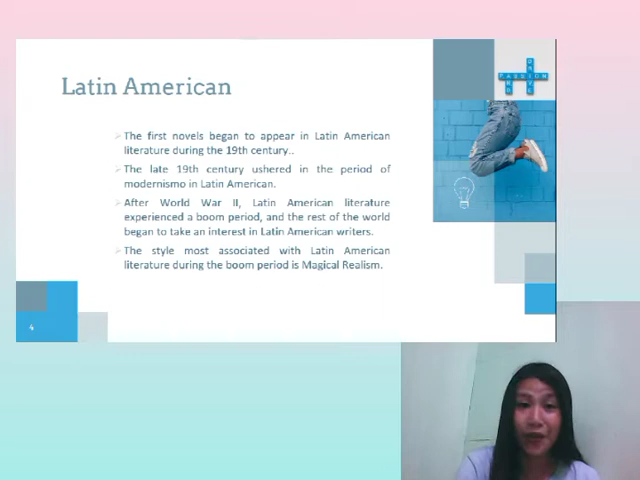 Latin American
The first novels began to appear in Latin American
literature during the 19th century..
The late 19th century ushered in the period of
modernismo in Latin American.
After World War II, Latin American literature
experienced a boom period, and the rest of the world
began to take an interest in Latin American writers.
The style most associated with Latin American
literature during the boom period is Magical Realism.
PASSION
4